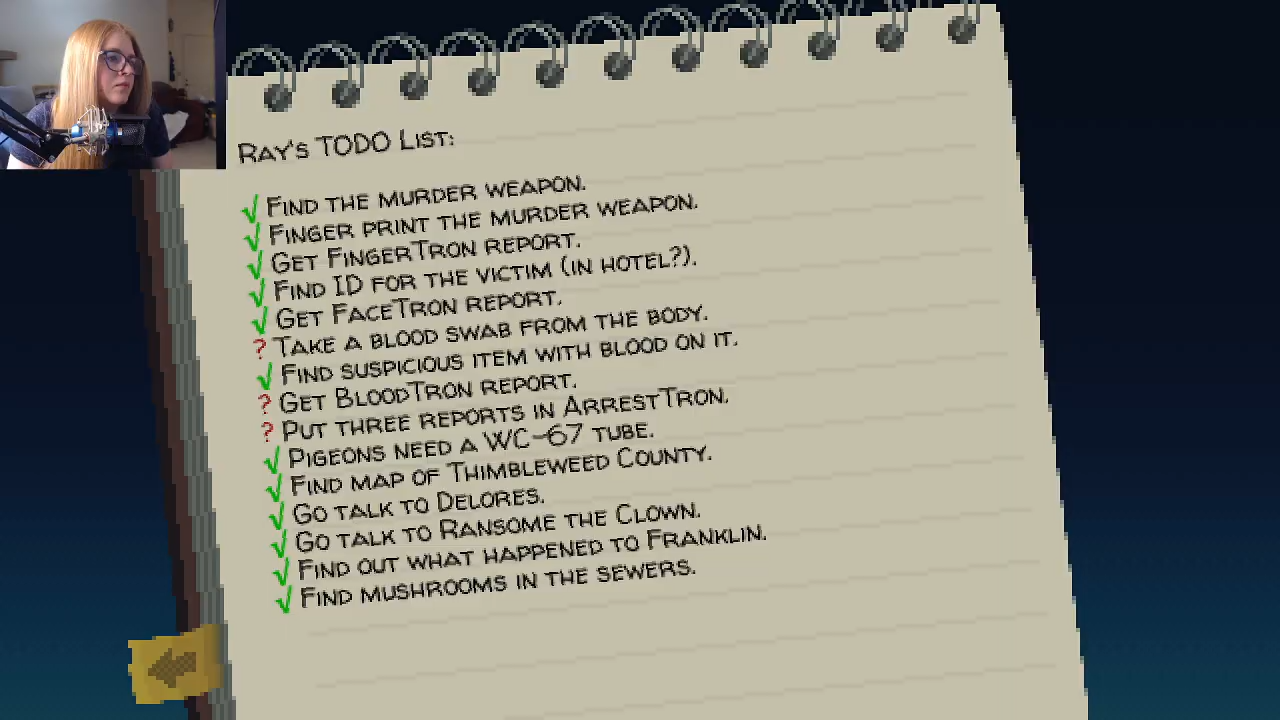 Ray's TODO List:
√ Find the murder weapon.
√ Finger print the murder weapon.
√ Get FingerTron report.
√ Find ID for the victim (in hotel?).
√ Get FaceTron report.
? Take a blood swab from the body.
√ Find suspicious item with blood on it.
? Get BloodTron report.
? Put three reports in ArrestTron.
√ Pigeons need a WC-67 tube.
√ Find map of Thimbleweed County.
√ Go talk to Delores.
√ Go talk to Ransome the Clown.
√ Find out what happened to Franklin.
√ Find mushrooms in the sewers.